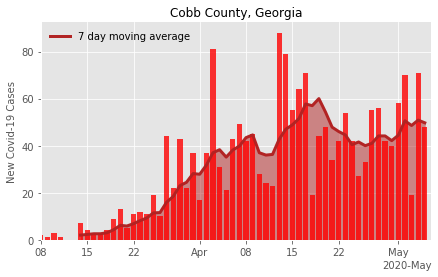 Cobb County, Georgia
7 day moving average
New Covid-19 Cases
80
60
40
20
0
08
15
22
Apr
08
15
22
May
2020-May